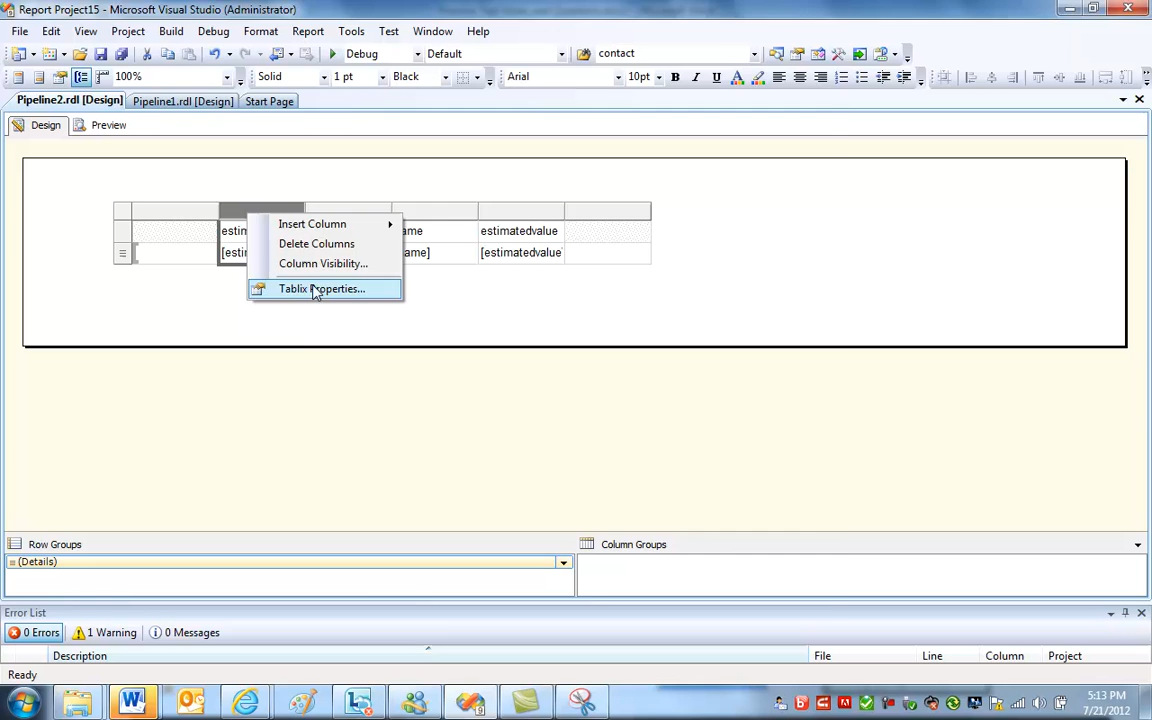 Report Project15 - Microsoft Visual Studio (Administrator)
File Edit View Project Build Debug Format Report Tools Test Window Help
Debug Default contact
100% Solid 1 pt Black Arial 10pt B I U
Pipeline2.rdl [Design] Pipeline1.rdl [Design] Start Page
Design Preview
Insert Column
Delete Columns
Column Visibility...
Tablix Properties...
estim ame estimatedvalue
[estim ame] [estimatedvalue
Row Groups Column Groups
(Details)
Error List
0 Errors 1 Warning 0 Messages
Description File Line Column Project
Ready
5:13 PM
7/21/2012